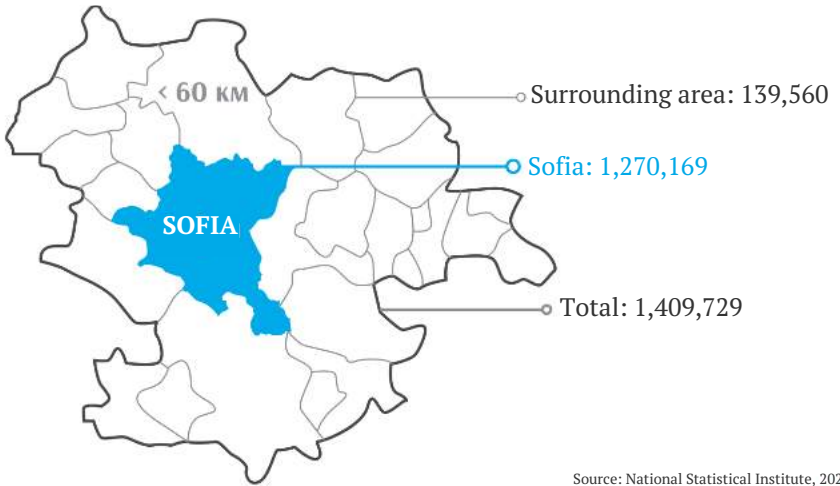 < 60 км
Surrounding area: 139,560
Sofia: 1,270,169
SOFIA
Total: 1,409,729
Source: National Statistical Institute,